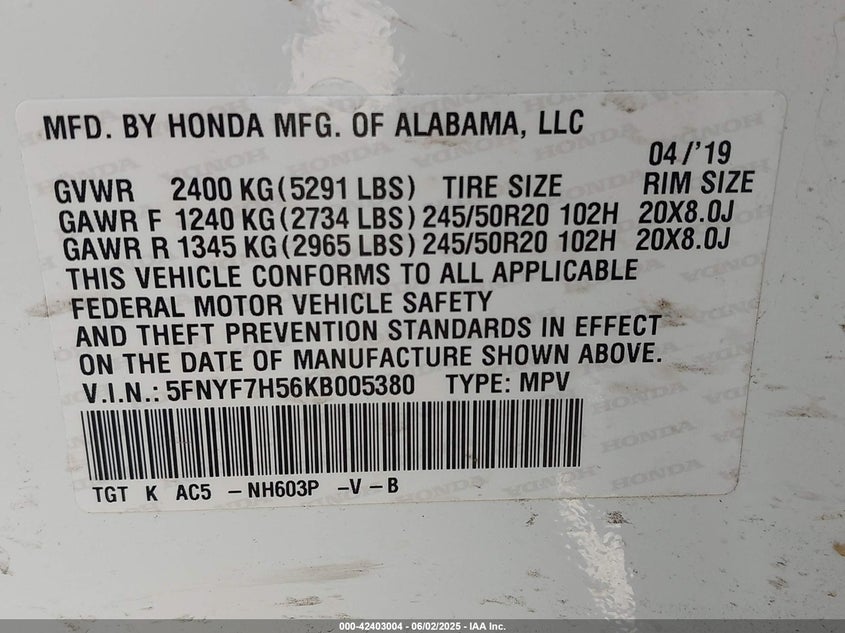 MFD. BY HONDA MFG. OF ALABAMA, LLC
04/'19
GVWR 2400 KG (5291 LBS) TIRE SIZE RIM SIZE
GAWR F 1240 KG (2734 LBS) 245/50R20 102H 20X8.0J
GAWR R 1345 KG (2965 LBS) 245/50R20 102H 20X8.0J
THIS VEHICLE CONFORMS TO ALL APPLICABLE
FEDERAL MOTOR VEHICLE SAFETY
AND THEFT PREVENTION STANDARDS IN EFFECT
ON THE DATE OF MANUFACTURE SHOWN ABOVE.
V.I.N.: 5FNYF7H56KB005380 TYPE: MPV
TGT K AC5 - NH603P - V - B
000-42403004 - 06/02/2025 - IAA Inc.